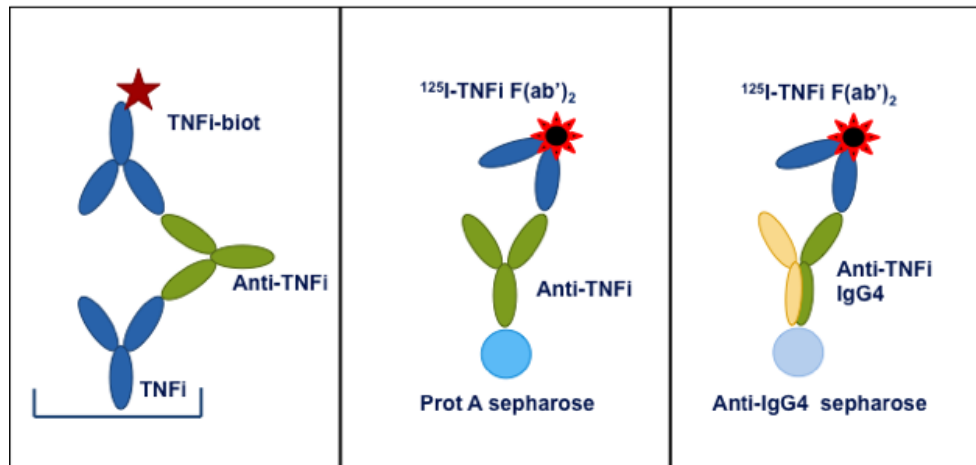 TNFi-biot
Anti-TNFi
TNFi
¹²⁵I-TNFi F(ab’)₂
Anti-TNFi
Prot A sepharose
¹²⁵I-TNFi F(ab’)₂
Anti-TNFi
IgG4
Anti-IgG4 sepharose